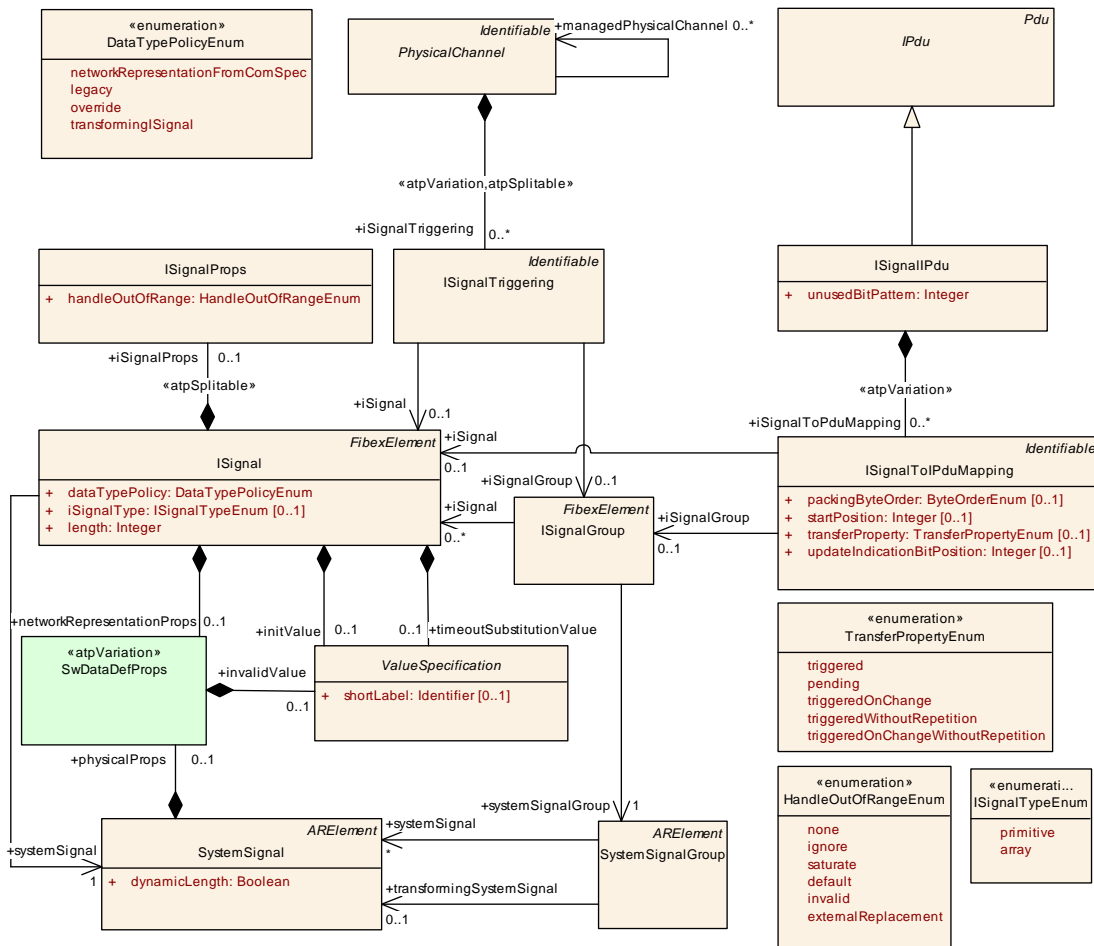 «enumeration»
DataTypePolicyEnum
networkRepresentationFromComSpec
legacy
override
transformingISignal
Identifiable
PhysicalChannel
+managedPhysicalChannel 0..*
Pdu
IPdu
«atpVariation,atpSplitable»
+iSignalTriggering
0..*
ISignalProps
+ handleOutOfRange: HandleOutOfRangeEnum
Identifiable
ISignalTriggering
ISignalIPdu
+ unusedBitPattern: Integer
+iSignalProps 0..1
«atpSplitable»
«atpVariation»
+iSignalToPduMapping 0..*
+iSignal
0..1
FibexElement
ISignal
+ dataTypePolicy: DataTypePolicyEnum
+ iSignalType: ISignalTypeEnum [0..1]
+ length: Integer
+iSignal
0..1
+iSignalGroup 0..1
+iSignal
0..*
FibexElement
ISignalGroup
+iSignalGroup
0..1
Identifiable
ISignalToIPduMapping
+ packingByteOrder: ByteOrderEnum [0..1]
+ startPosition: Integer [0..1]
+ transferProperty: TransferPropertyEnum [0..1]
+ updateIndicationBitPosition: Integer [0..1]
+networkRepresentationProps 0..1
+initValue 0..1
0..1 +timeoutSubstitutionValue
«atpVariation»
SwDataDefProps
+invalidValue
0..1
ValueSpecification
+ shortLabel: Identifier [0..1]
«enumeration»
TransferPropertyEnum
triggered
pending
triggeredOnChange
triggeredWithoutRepetition
triggeredOnChangeWithoutRepetition
+physicalProps 0..1
+systemSignalGroup 1
+systemSignal
1
ARElement
SystemSignal
+ dynamicLength: Boolean
+systemSignal
*
+transformingSystemSignal
0..1
ARElement
SystemSignalGroup
«enumeration»
HandleOutOfRangeEnum
none
ignore
saturate
default
invalid
externalReplacement
«enumerati...
ISignalTypeEnum
primitive
array